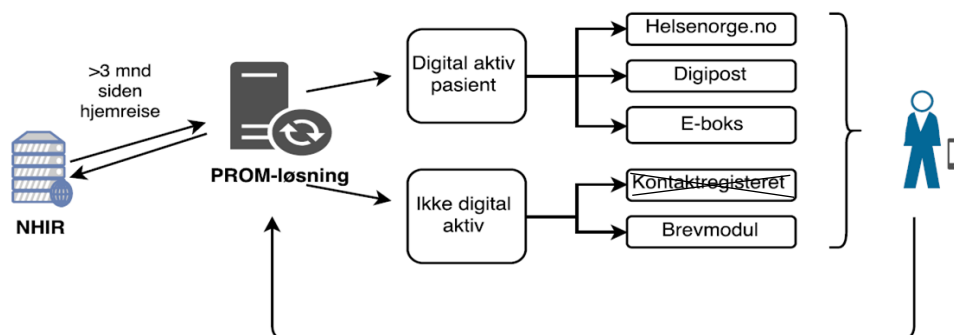 >3 mnd
siden
hjemreise
NHIR
PROM-løsning
Digital aktiv
pasient
Helsenorge.no
Digipost
E-boks
Ikke digital
aktiv
Kontaktregisteret
Brevmodul